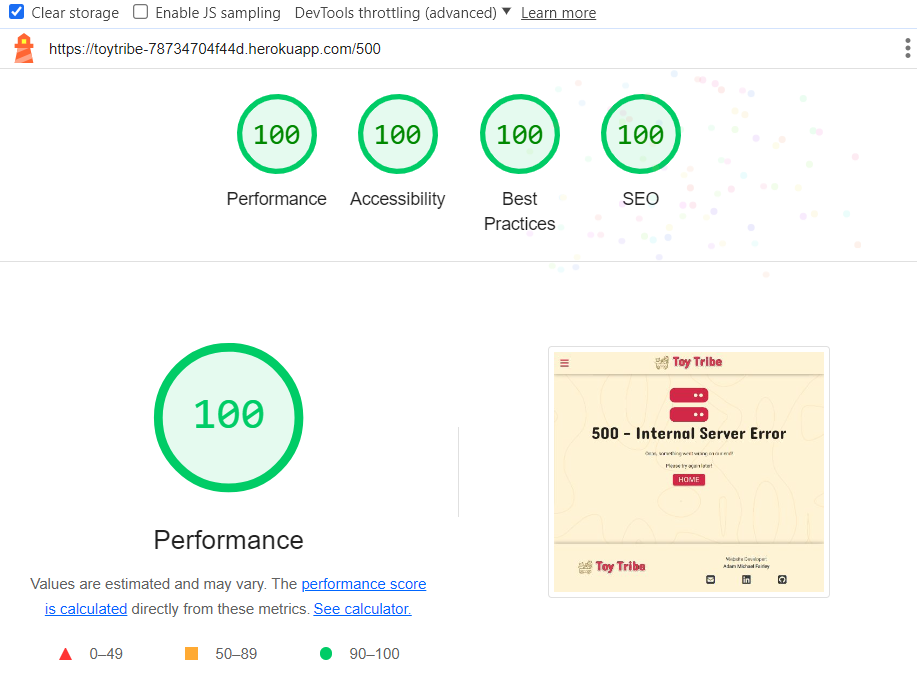 Clear storage Enable JS sampling DevTools throttling (advanced) Learn more
https://toytribe-78734704f44d.herokuapp.com/500
100 100 100 100
Performance Accessibility Best Practices SEO
100
Performance
Values are estimated and may vary. The performance score
is calculated directly from these metrics. See calculator.
0–49 50–89 90–100
Toy Tribe
500 - Internal Server Error
Oops, something went wrong on our end!
Please try again later!
HOME
Toy Tribe
Website Developer:
Adam Michael